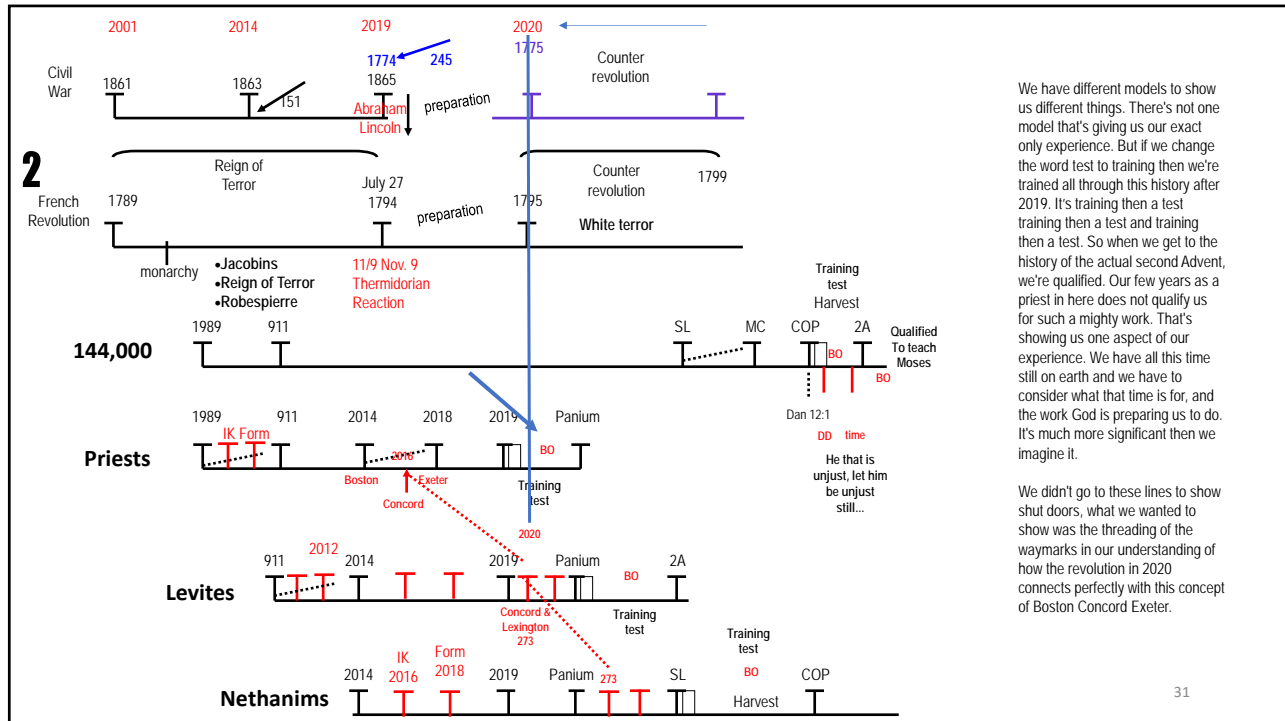 2001 2014 2019 2020
1774 245 1775
Civil
War
1861 1863 151 1865
Abraham
Lincoln
preparation
Counter
revolution
2
Reign of
Terror
French
Revolution
1789
July 27
1794
preparation
1795
Counter
revolution
1799
White terror
monarchy
•Jacobins
•Reign of Terror
•Robespierre
11/9 Nov. 9
Thermidorian
Reaction
144,000
1989 911 SL MC COP 2A
Training
test
Harvest
BO
BO
Qualified
To teach
Moses
Dan 12:1
DD time
He that is
unjust, let him
be unjust
still...
Priests
1989 911 2014 2018 2019 Panium
IK Form
2016
Boston Exeter
Concord
BO
Training
test
2020
Levites
911 2012 2014 2019 Panium 2A
BO
Concord &
Lexington
273
Training
test
Nethanims
2014
IK
2016
Form
2018
2019 Panium 273 SL COP
Training
test
BO
Harvest
We have different models to show
us different things. There's not one
model that's giving us our exact
only experience. But if we change
the word test to training then we're
trained all through this history after
2019. It's training then a test
training then a test and training
then a test. So when we get to the
history of the actual second Advent,
we're qualified. Our few years as a
priest in here does not qualify us
for such a mighty work. That's
showing us one aspect of our
experience. We have all this time
still on earth and we have to
consider what that time is for, and
the work God is preparing us to do.
It's much more significant then we
imagine it.
We didn't go to these lines to show
shut doors, what we wanted to
show was the threading of the
waymarks in our understanding of
how the revolution in 2020
connects perfectly with this concept
of Boston Concord Exeter.
31